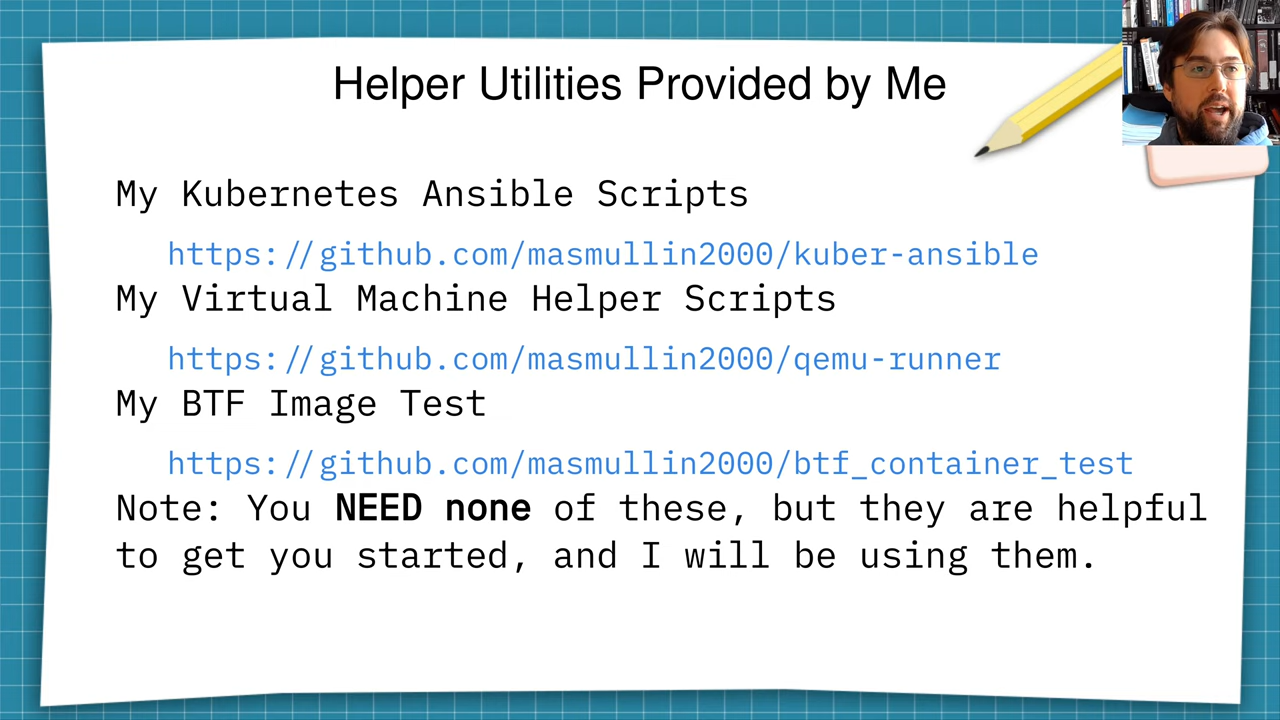 Helper Utilities Provided by Me
My Kubernetes Ansible Scripts
https://github.com/masmullin2000/kuber-ansible
My Virtual Machine Helper Scripts
https://github.com/masmullin2000/qemu-runner
My BTF Image Test
https://github.com/masmullin2000/btf_container_test
Note: You NEED none of these, but they are helpful
to get you started, and I will be using them.